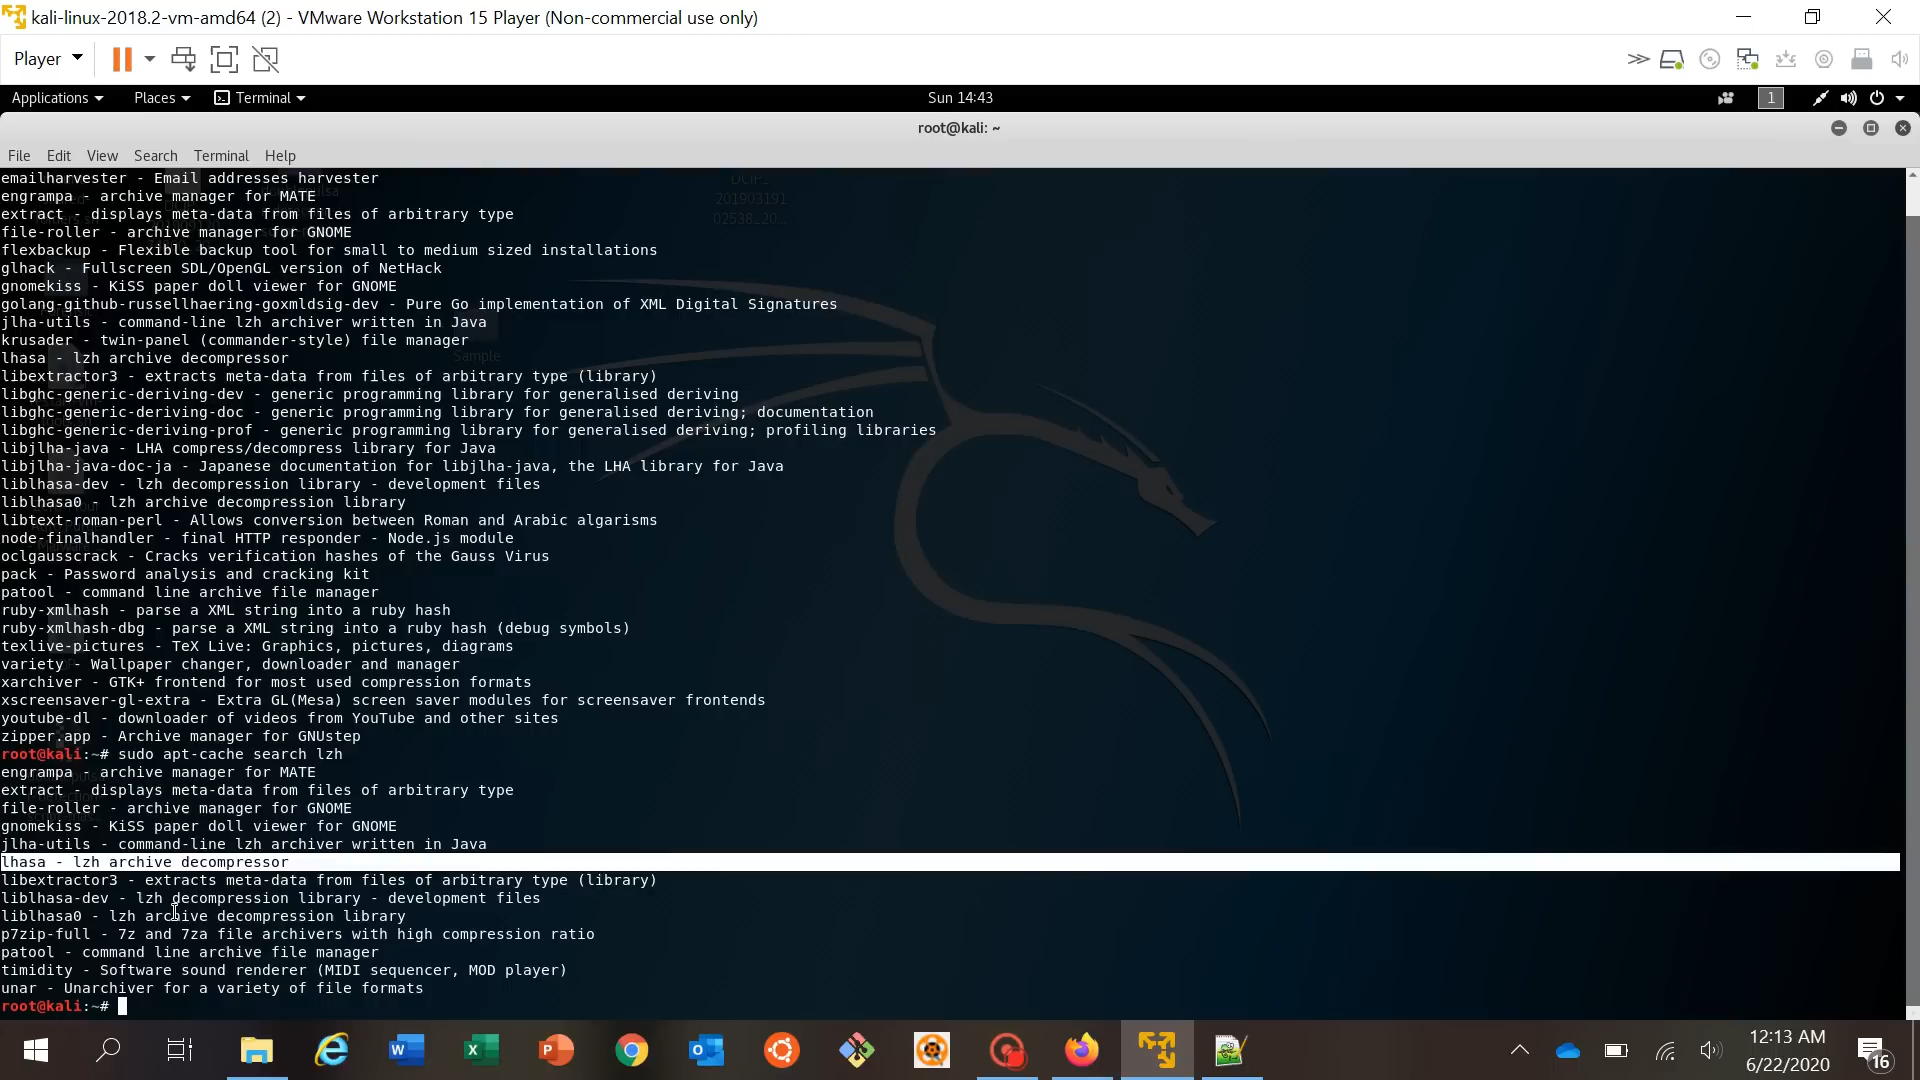 kali-linux-2018.2-vm-amd64 (2) - VMware Workstation 15 Player (Non-commercial use only)
Player
Applications Places Terminal Sun 14:43 1
root@kali: ~
File Edit View Search Terminal Help
emailharvester - Email addresses harvester
engrampa - archive manager for MATE
extract - displays meta-data from files of arbitrary type
file-roller - archive manager for GNOME
flexbackup - Flexible backup tool for small to medium sized installations
glhack - Fullscreen SDL/OpenGL version of NetHack
gnomekiss - KiSS paper doll viewer for GNOME
golang-github-russellhaering-goxmldsig-dev - Pure Go implementation of XML Digital Signatures
jlha-utils - command-line lzh archiver written in Java
krusader - twin-panel (commander-style) file manager
lhasa - lzh archive decompressor
libextractor3 - extracts meta-data from files of arbitrary type (library)
libghc-generic-deriving-dev - generic programming library for generalised deriving
libghc-generic-deriving-doc - generic programming library for generalised deriving; documentation
libghc-generic-deriving-prof - generic programming library for generalised deriving; profiling libraries
libjlha-java - LHA compress/decompress library for Java
libjlha-java-doc-ja - Japanese documentation for libjlha-java, the LHA library for Java
liblhasa-dev - lzh decompression library - development files
liblhasa0 - lzh archive decompression library
libtext-roman-perl - Allows conversion between Roman and Arabic algarisms
node-finalhandler - final HTTP responder - Node.js module
oclgausscrack - Cracks verification hashes of the Gauss Virus
pack - Password analysis and cracking kit
patool - command line archive file manager
ruby-xmlhash - parse a XML string into a ruby hash
ruby-xmlhash-dbg - parse a XML string into a ruby hash (debug symbols)
texlive-pictures - TeX Live: Graphics, pictures, diagrams
variety - Wallpaper changer, downloader and manager
xarchiver - GTK+ frontend for most used compression formats
xscreensaver-gl-extra - Extra GL(Mesa) screen saver modules for screensaver frontends
youtube-dl - downloader of videos from YouTube and other sites
zipper.app - Archive manager for GNUstep
root@kali:~# sudo apt-cache search lzh
engrampa - archive manager for MATE
extract - displays meta-data from files of arbitrary type
file-roller - archive manager for GNOME
gnomekiss - KiSS paper doll viewer for GNOME
jlha-utils - command-line lzh archiver written in Java
lhasa - lzh archive decompressor
libextractor3 - extracts meta-data from files of arbitrary type (library)
liblhasa-dev - lzh decompression library - development files
liblhasa0 - lzh archive decompression library
p7zip-full - 7z and 7za file archivers with high compression ratio
patool - command line archive file manager
timidity - Software sound renderer (MIDI sequencer, MOD player)
unar - Unarchiver for a variety of file formats
root@kali:~#
DCIP_
201903191
02538_20...
Sample
12:13 AM
6/22/2020
16